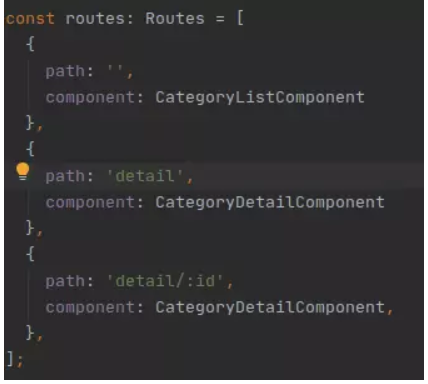 const routes: Routes = [
  {
    path: '',
    component: CategoryListComponent
  },
  {
    path: 'detail',
    component: CategoryDetailComponent
  },
  {
    path: 'detail/:id',
    component: CategoryDetailComponent,
  },
];